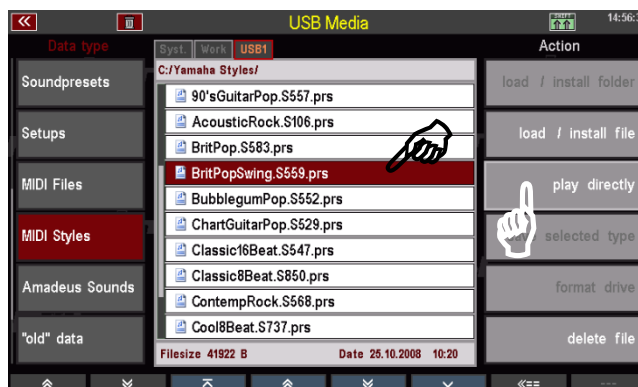 USB Media
SHIFT
14:56:
Data type
Syst.
Work
USB1
Action
C:/Yamaha Styles/
Soundpresets
Setups
MIDI Files
MIDI Styles
Amadeus Sounds
"old" data
90'sGuitarPop.S557.prs
AcousticRock.S106.prs
BritPop.S583.prs
BritPopSwing.S559.prs
BubblegumPop.S552.prs
ChartGuitarPop.S529.prs
Classic16Beat.S547.prs
Classic8Beat.S850.prs
ContempRock.S568.prs
Cool8Beat.S737.prs
Filesize 41922 B
Date 25.10.2008 10:20
load / install folder
load / install file
play directly
selected type
format drive
delete file